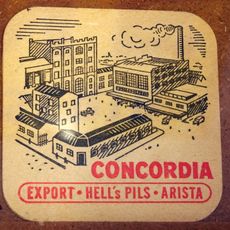 CONCORDIA
EXPORT • HELL's PILS • ARISTA